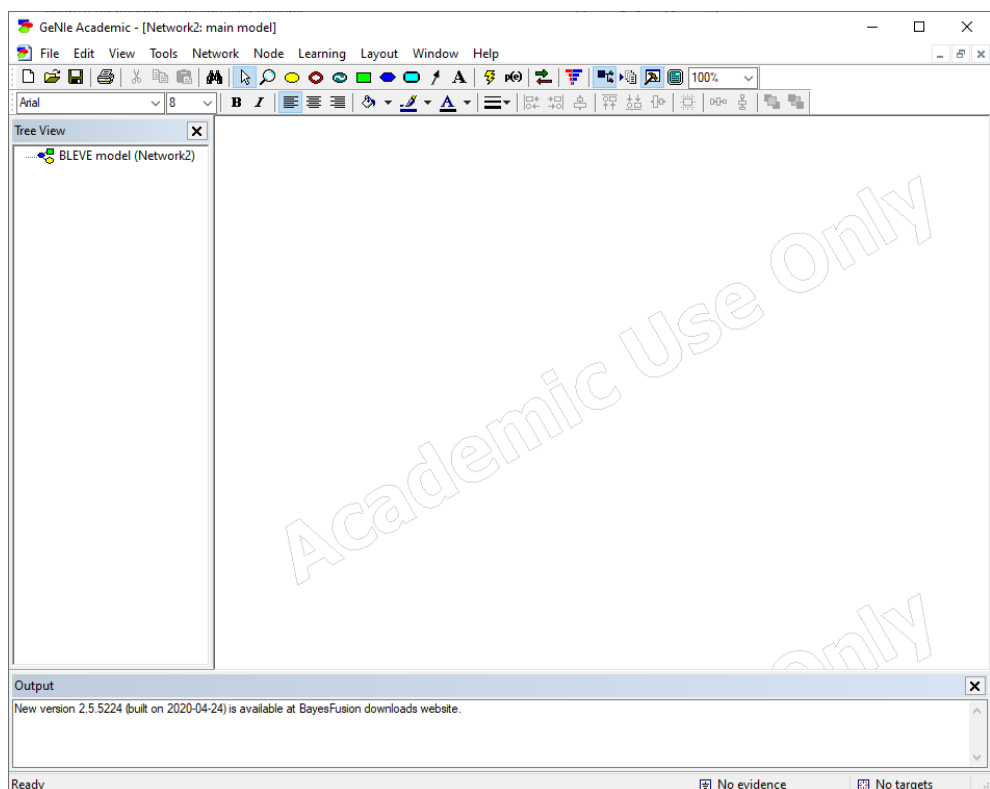 GeNIe Academic - [Network2: main model]
File Edit View Tools Network Node Learning Layout Window Help
A P(e) 100%
Arial 8 B I A
Tree View
BLEVE model (Network2)
Academic Use Only
Only
Output
New version 2.5.5224 (built on 2020-04-24) is available at BayesFusion downloads website.
Ready No evidence No targets